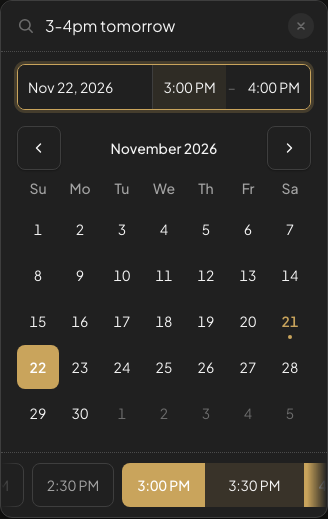 3-4pm tomorrow
Nov 22, 2026 3:00 PM – 4:00 PM
November 2026
Su Mo Tu We Th Fr Sa
1 2 3 4 5 6 7
8 9 10 11 12 13 14
15 16 17 18 19 20 21
22 23 24 25 26 27 28
29 30 1 2 3 4 5
2:30 PM 3:00 PM 3:30 PM